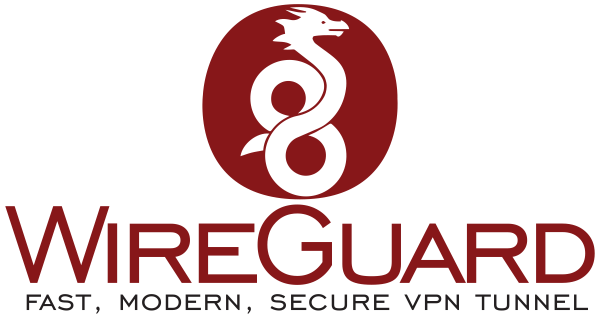 WIREGUARD
FAST, MODERN, SECURE VPN TUNNEL